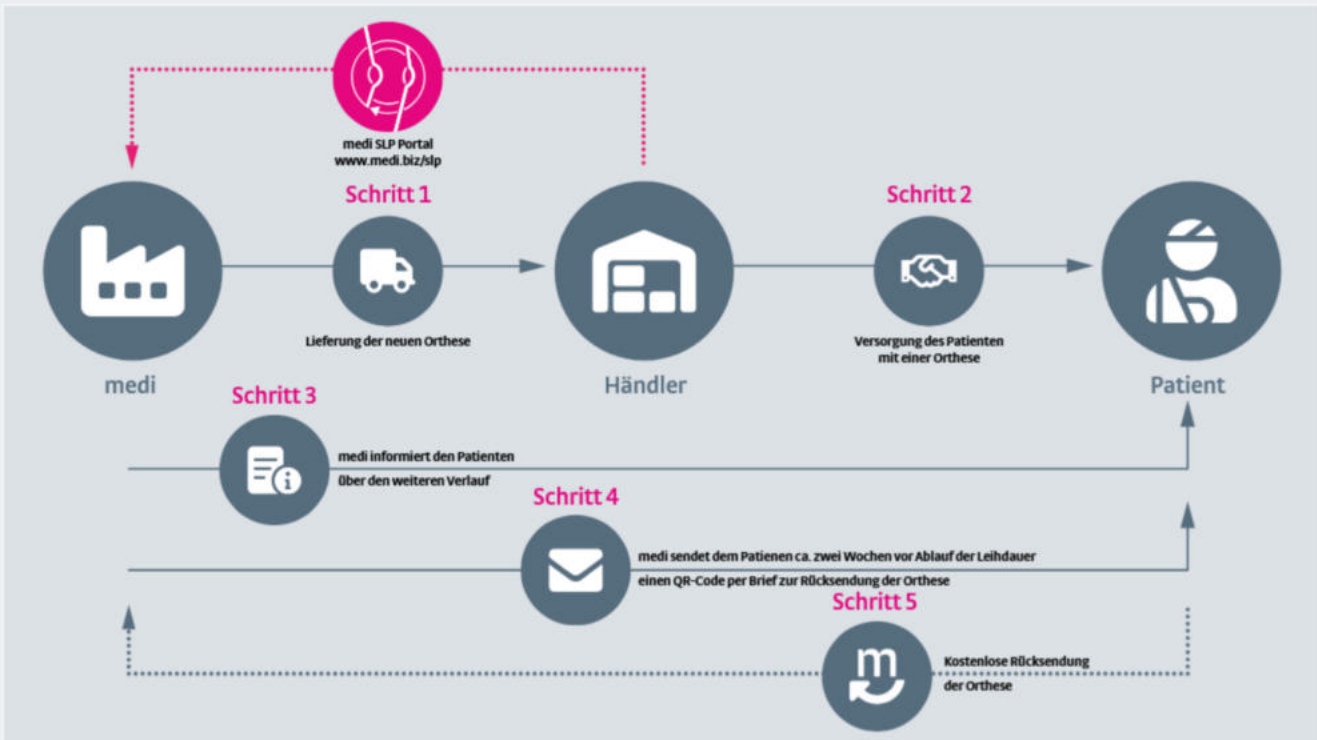 medi SLP Portal
www.medi.biz/slp
Schritt 1
Schritt 2
Lieferung der neuen Orthese
Versorgung des Patienten
mit einer Orthese
medi
Händler
Patient
Schritt 3
medi informiert den Patienten
über den weiteren Verlauf
Schritt 4
medi sendet dem Patienen ca. zwei Wochen vor Ablauf der Leihdauer
einen QR-Code per Brief zur Rücksendung der Orthese
Schritt 5
m
Kostenlose Rücksendung
der Orthese